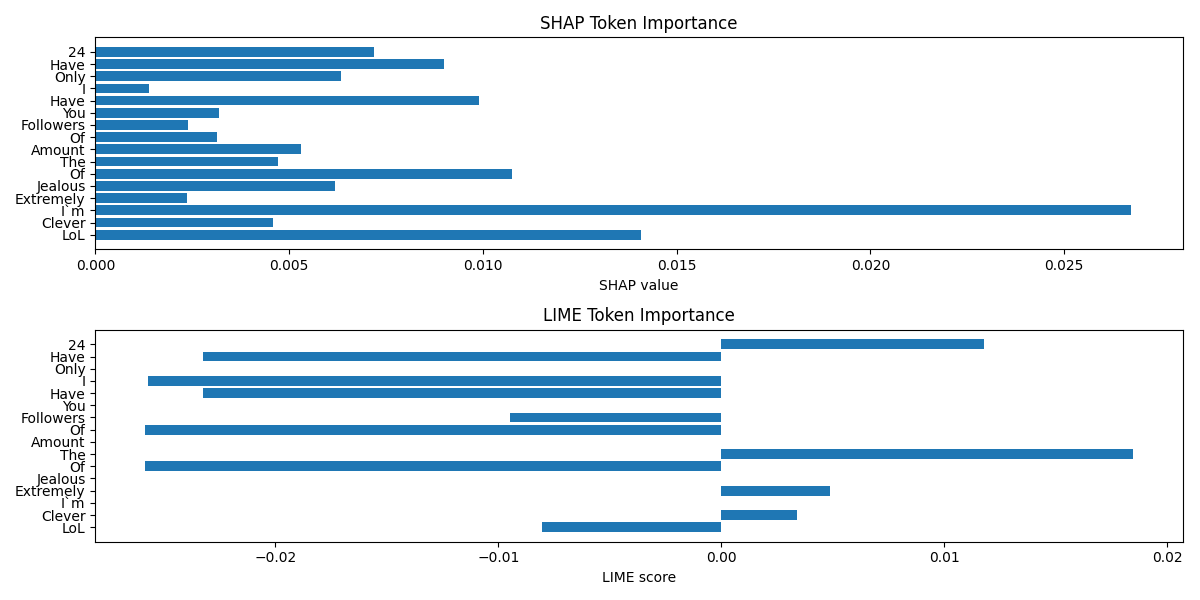 SHAP Token Importance
24
Have
Only
I
Have
You
Followers
Of
Amount
The
Of
Jealous
Extremely
I`m
Clever
LoL
0.000 0.005 0.010 0.015 0.020 0.025
SHAP value
LIME Token Importance
24
Have
Only
I
Have
You
Followers
Of
Amount
The
Of
Jealous
Extremely
I`m
Clever
LoL
−0.02 −0.01 0.00 0.01 0.02
LIME score